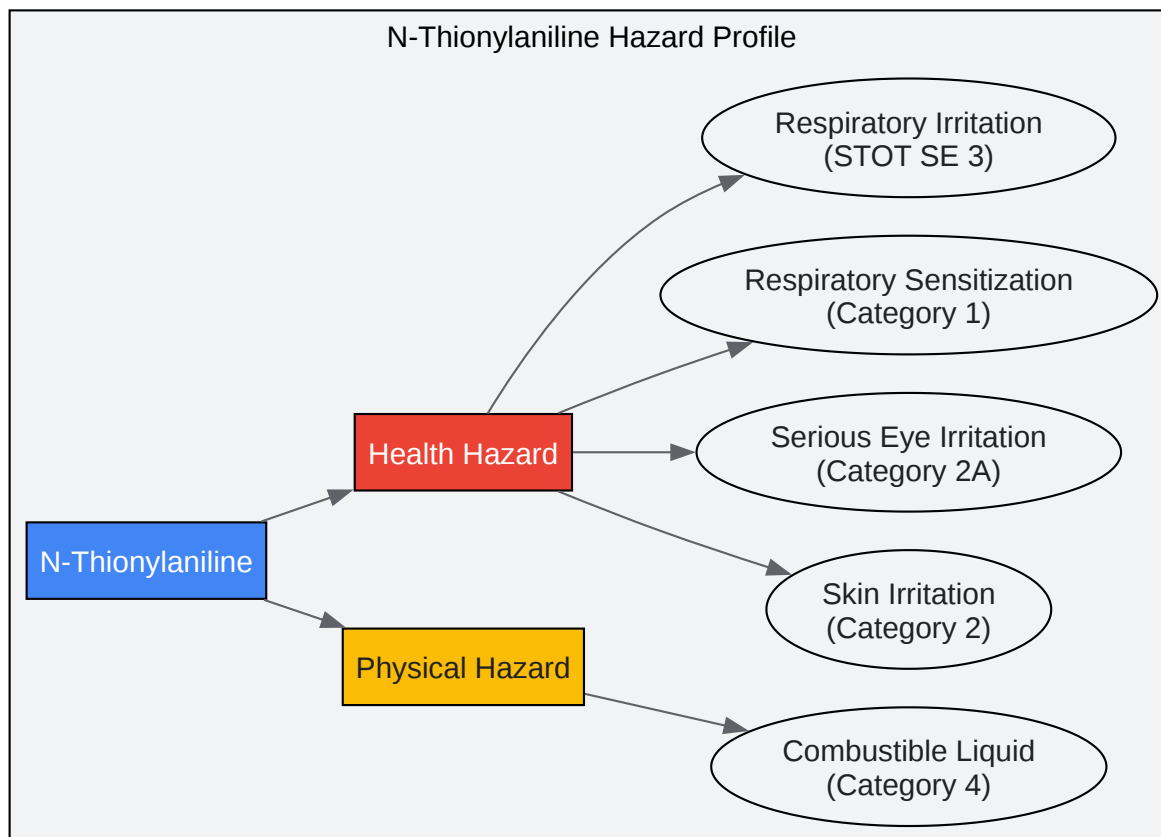 N-Thionylaniline Hazard Profile
Respiratory Irritation
(STOT SE 3)
Respiratory Sensitization
(Category 1)
Health Hazard
Serious Eye Irritation
(Category 2A)
N-Thionylaniline
Skin Irritation
(Category 2)
Physical Hazard
Combustible Liquid
(Category 4)